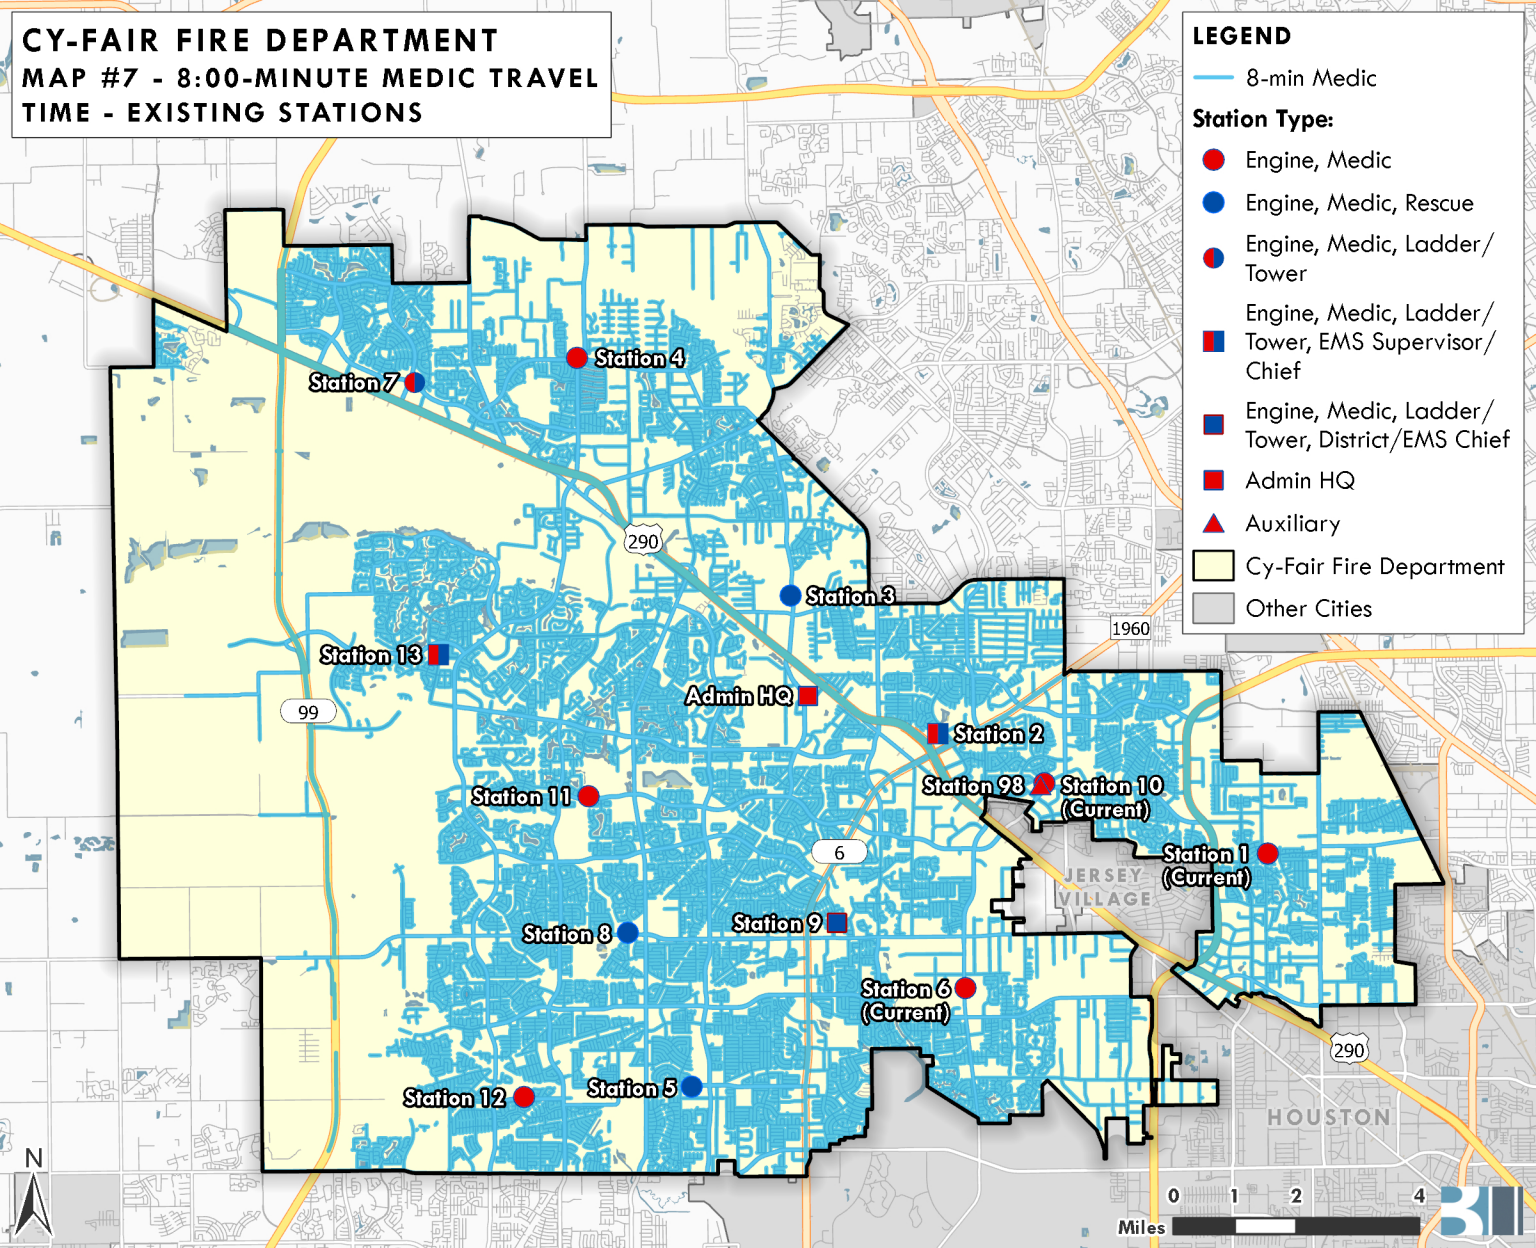 CY-FAIR FIRE DEPARTMENT
MAP #7 - 8:00-MINUTE MEDIC TRAVEL
TIME - EXISTING STATIONS
LEGEND
8-min Medic
Station Type:
Engine, Medic
Engine, Medic, Rescue
Engine, Medic, Ladder/
Tower
Engine, Medic, Ladder/
Tower, EMS Supervisor/
Chief
Engine, Medic, Ladder/
Tower, District/EMS Chief
Admin HQ
Auxiliary
Cy-Fair Fire Department
Other Cities
Station 4
Station 7
290
Station 3
1960
Station 13
Admin HQ
99
Station 2
Station 98
Station 10
(Current)
Station 11
6
Station 1
(Current)
JERSEY
VILLAGE
Station 9
Station 8
Station 6
(Current)
290
Station 5
Station 12
HOUSTON
N
0 1 2 4
Miles